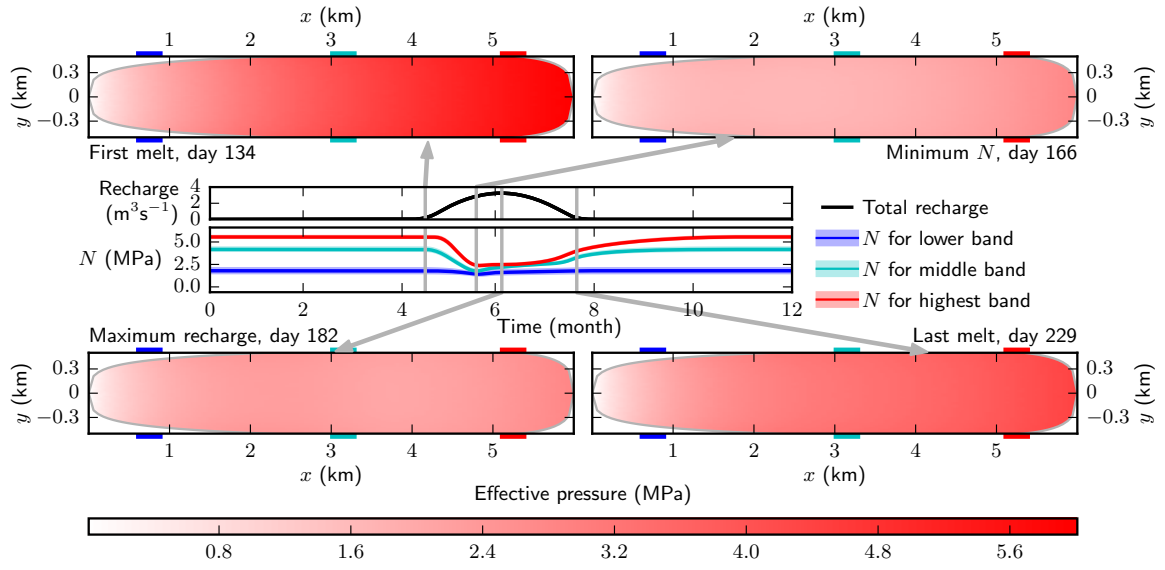 x (km)
x (km)
1 2 3 4 5
1 2 3 4 5
y (km)
0.3
0
−0.3
0.3
0
−0.3
y (km)
First melt, day 134
Minimum N, day 166
Recharge
(m³s⁻¹)
4
2
0
N (MPa)
5.0
2.5
0.0
0 2 4 6 8 10 12
Time (month)
Total recharge
N for lower band
N for middle band
N for highest band
Maximum recharge, day 182
Last melt, day 229
y (km)
0.3
0
−0.3
0.3
0
−0.3
y (km)
1 2 3 4 5
1 2 3 4 5
x (km)
x (km)
Effective pressure (MPa)
0.8 1.6 2.4 3.2 4.0 4.8 5.6